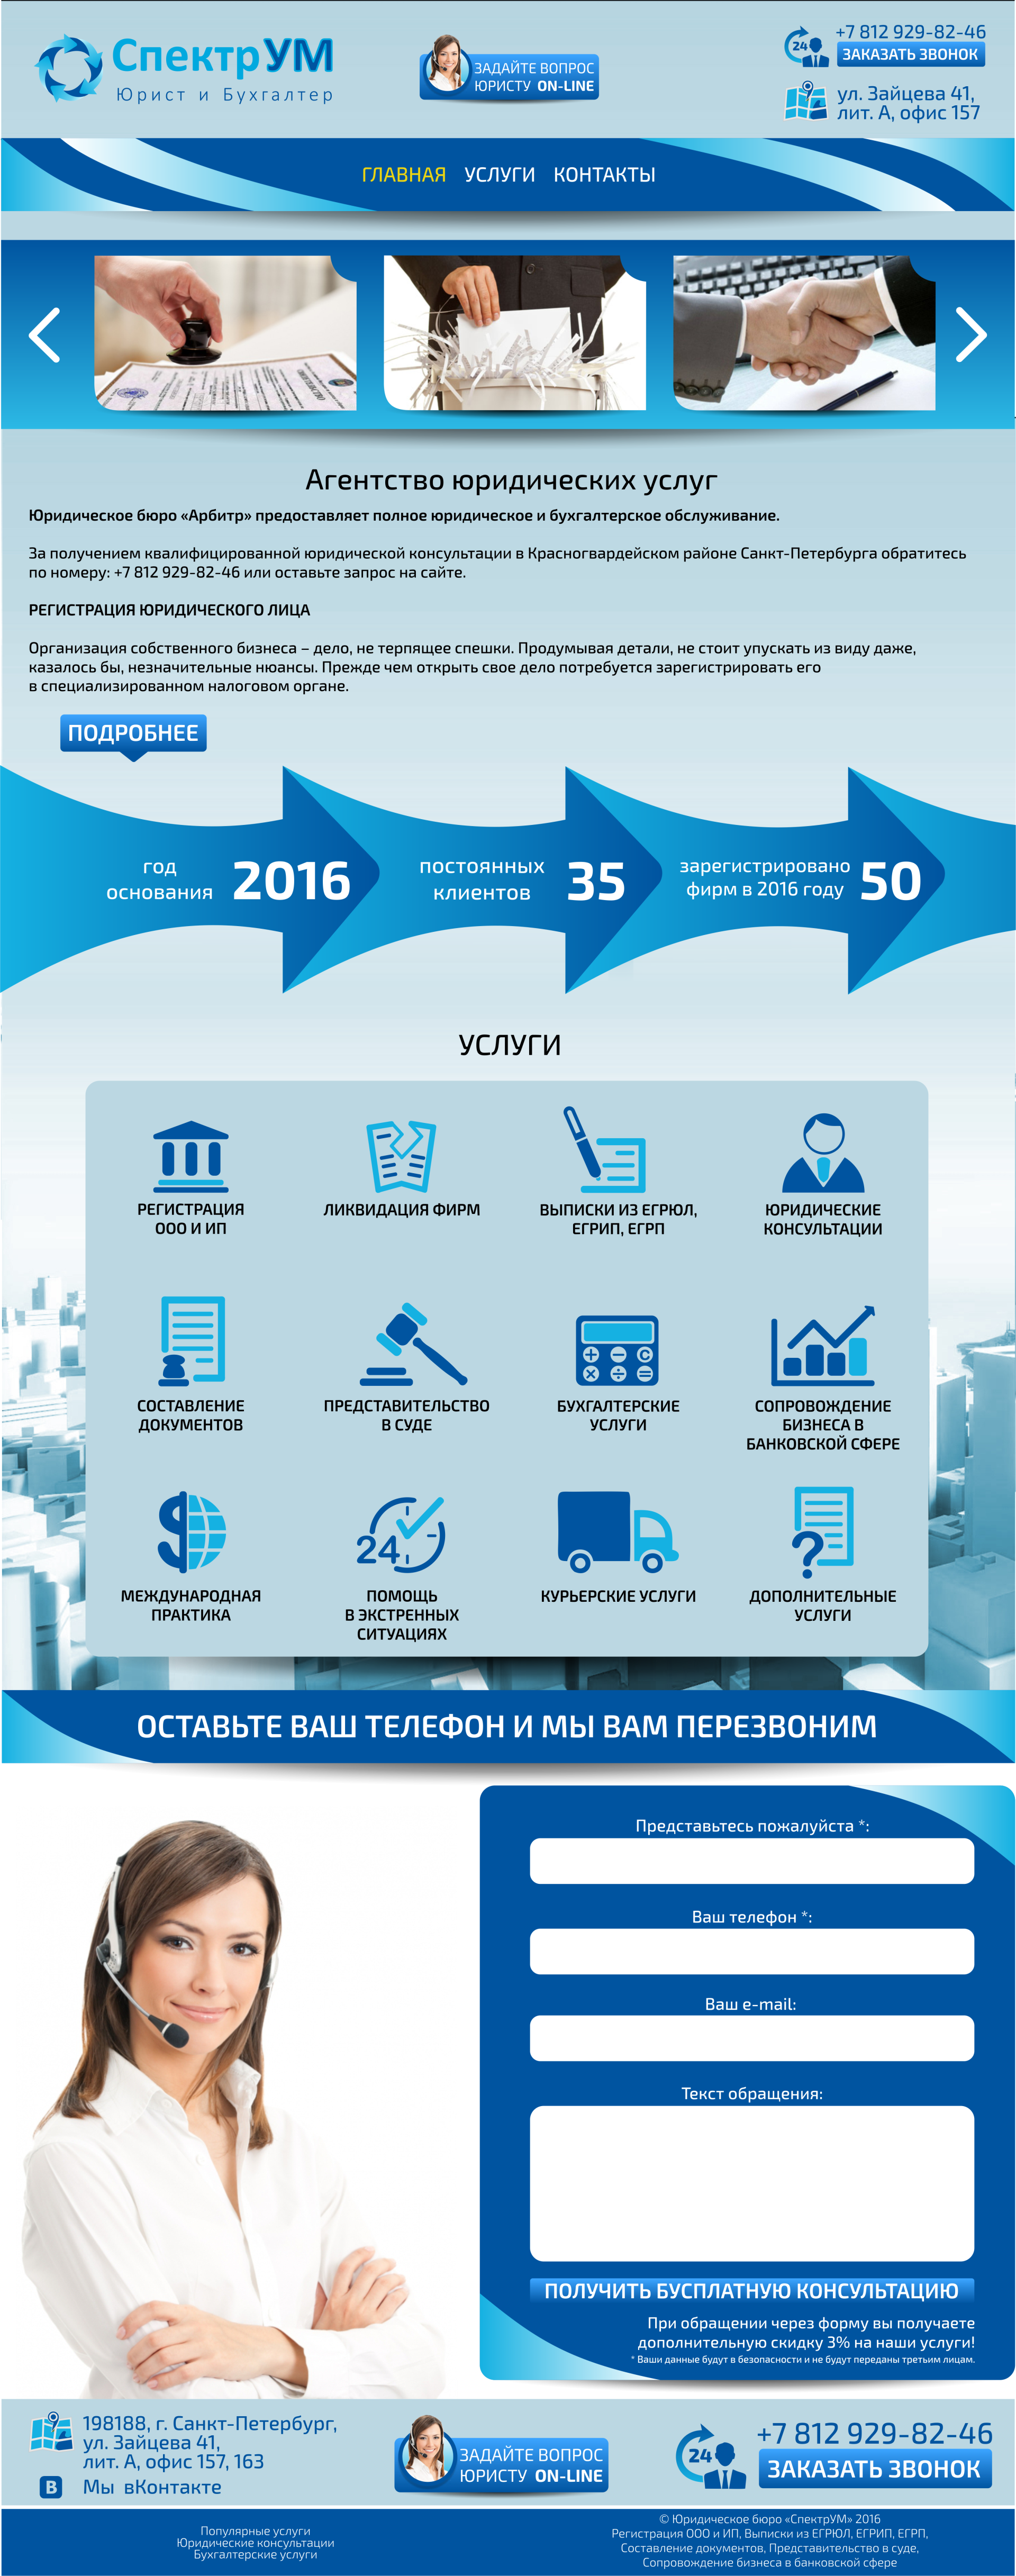 СпектрУМ
Юрист и Бухгалтер
ЗАДАЙТЕ ВОПРОС
ЮРИСТУ ON-LINE
24
+7 812 929-82-46
ЗАКАЗАТЬ ЗВОНОК
ул. Зайцева 41,
лит. А, офис 157
ГЛАВНАЯ УСЛУГИ КОНТАКТЫ
Агентство юридических услуг
Юридическое бюро «Арбитр» предоставляет полное юридическое и бухгалтерское обслуживание.
За получением квалифицированной юридической консультации в Красногвардейском районе Санкт-Петербурга обратитесь
по номеру: +7 812 929-82-46 или оставьте запрос на сайте.
РЕГИСТРАЦИЯ ЮРИДИЧЕСКОГО ЛИЦА
Организация собственного бизнеса – дело, не терпящее спешки. Продумывая детали, не стоит упускать из виду даже,
казалось бы, незначительные нюансы. Прежде чем открыть свое дело потребуется зарегистрировать его
в специализированном налоговом органе.
ПОДРОБНЕЕ
год
основания
2016
постоянных
клиентов
35
зарегистрировано
фирм в 2016 году
50
УСЛУГИ
РЕГИСТРАЦИЯ
ООО И ИП
ЛИКВИДАЦИЯ ФИРМ
ВЫПИСКИ ИЗ ЕГРЮЛ,
ЕГРИП, ЕГРП
ЮРИДИЧЕСКИЕ
КОНСУЛЬТАЦИИ
СОСТАВЛЕНИЕ
ДОКУМЕНТОВ
ПРЕДСТАВИТЕЛЬСТВО
В СУДЕ
БУХГАЛТЕРСКИЕ
УСЛУГИ
СОПРОВОЖДЕНИЕ
БИЗНЕСА В
БАНКОВСКОЙ СФЕРЕ
МЕЖДУНАРОДНАЯ
ПРАКТИКА
24
ПОМОЩЬ
В ЭКСТРЕННЫХ
СИТУАЦИЯХ
КУРЬЕРСКИЕ УСЛУГИ
ДОПОЛНИТЕЛЬНЫЕ
УСЛУГИ
ОСТАВЬТЕ ВАШ ТЕЛЕФОН И МЫ ВАМ ПЕРЕЗВОНИМ
Представьтесь пожалуйста *:
Ваш телефон *:
Ваш e-mail:
Текст обращения:
ПОЛУЧИТЬ БУСПЛАТНУЮ КОНСУЛЬТАЦИЮ
При обращении через форму вы получаете
дополнительную скидку 3% на наши услуги!
* Ваши данные будут в безопасности и не будут переданы третьим лицам.
198188, г. Санкт-Петербург,
ул. Зайцева 41,
лит. А, офис 157, 163
В Мы вКонтакте
ЗАДАЙТЕ ВОПРОС
ЮРИСТУ ON-LINE
24
+7 812 929-82-46
ЗАКАЗАТЬ ЗВОНОК
Популярные услуги
Юридические консультации
Бухгалтерские услуги
© Юридическое бюро «СпектрУМ» 2016
Регистрация ООО и ИП, Выписки из ЕГРЮЛ, ЕГРИП, ЕГРП,
Составление документов, Представительство в суде,
Сопровождение бизнеса в банковской сфере